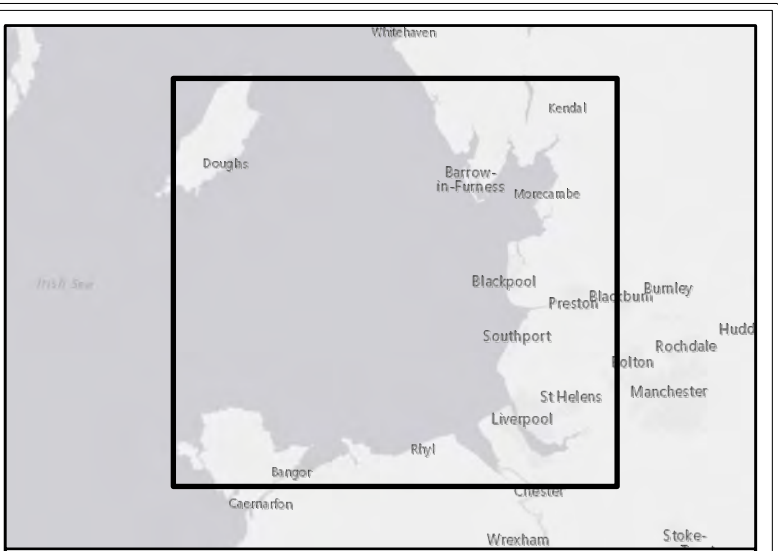 Whitehaven
Kendal
Douglas
Barrow-
in-Furness
Morecambe
Irish Sea
Blackpool
Burnley
Preston
Blackburn
Hudd
Southport
Rochdale
Bolton
St Helens
Manchester
Liverpool
Rhyl
Bangor
Chester
Caernarfon
Wrexham
Stoke-